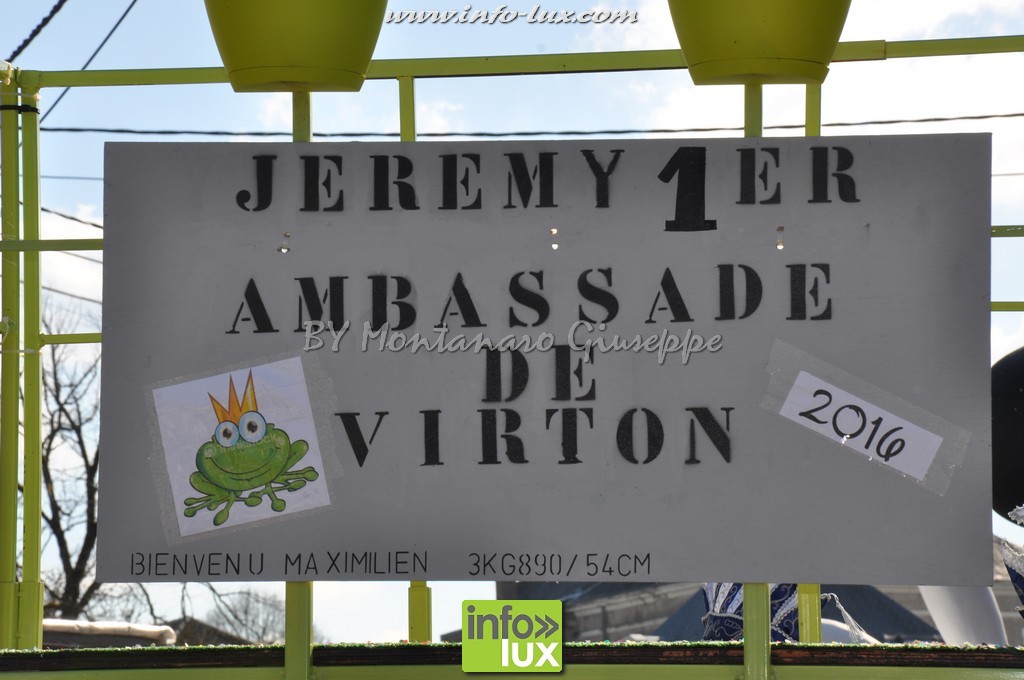 www.info-lux.com
JEREMY 1ER
AMBASSADE
BY Montanaro Giuseppe
DE
VIRTON
2016
BIENVENU MAXIMILIEN 3KG890/54CM
info»
lux